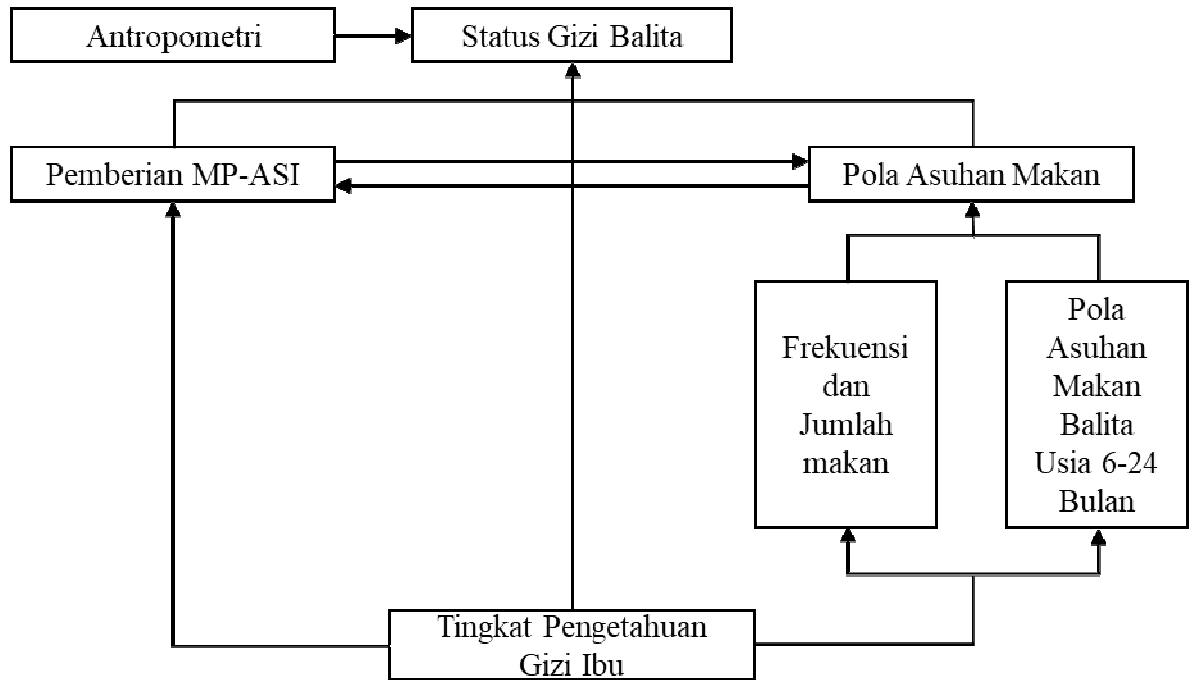 Antropometri
Status Gizi Balita
Pemberian MP-ASI
Pola Asuhan Makan
Frekuensi
dan
Jumlah
makan
Pola
Asuhan
Makan
Balita
Usia 6-24
Bulan
Tingkat Pengetahuan
Gizi Ibu